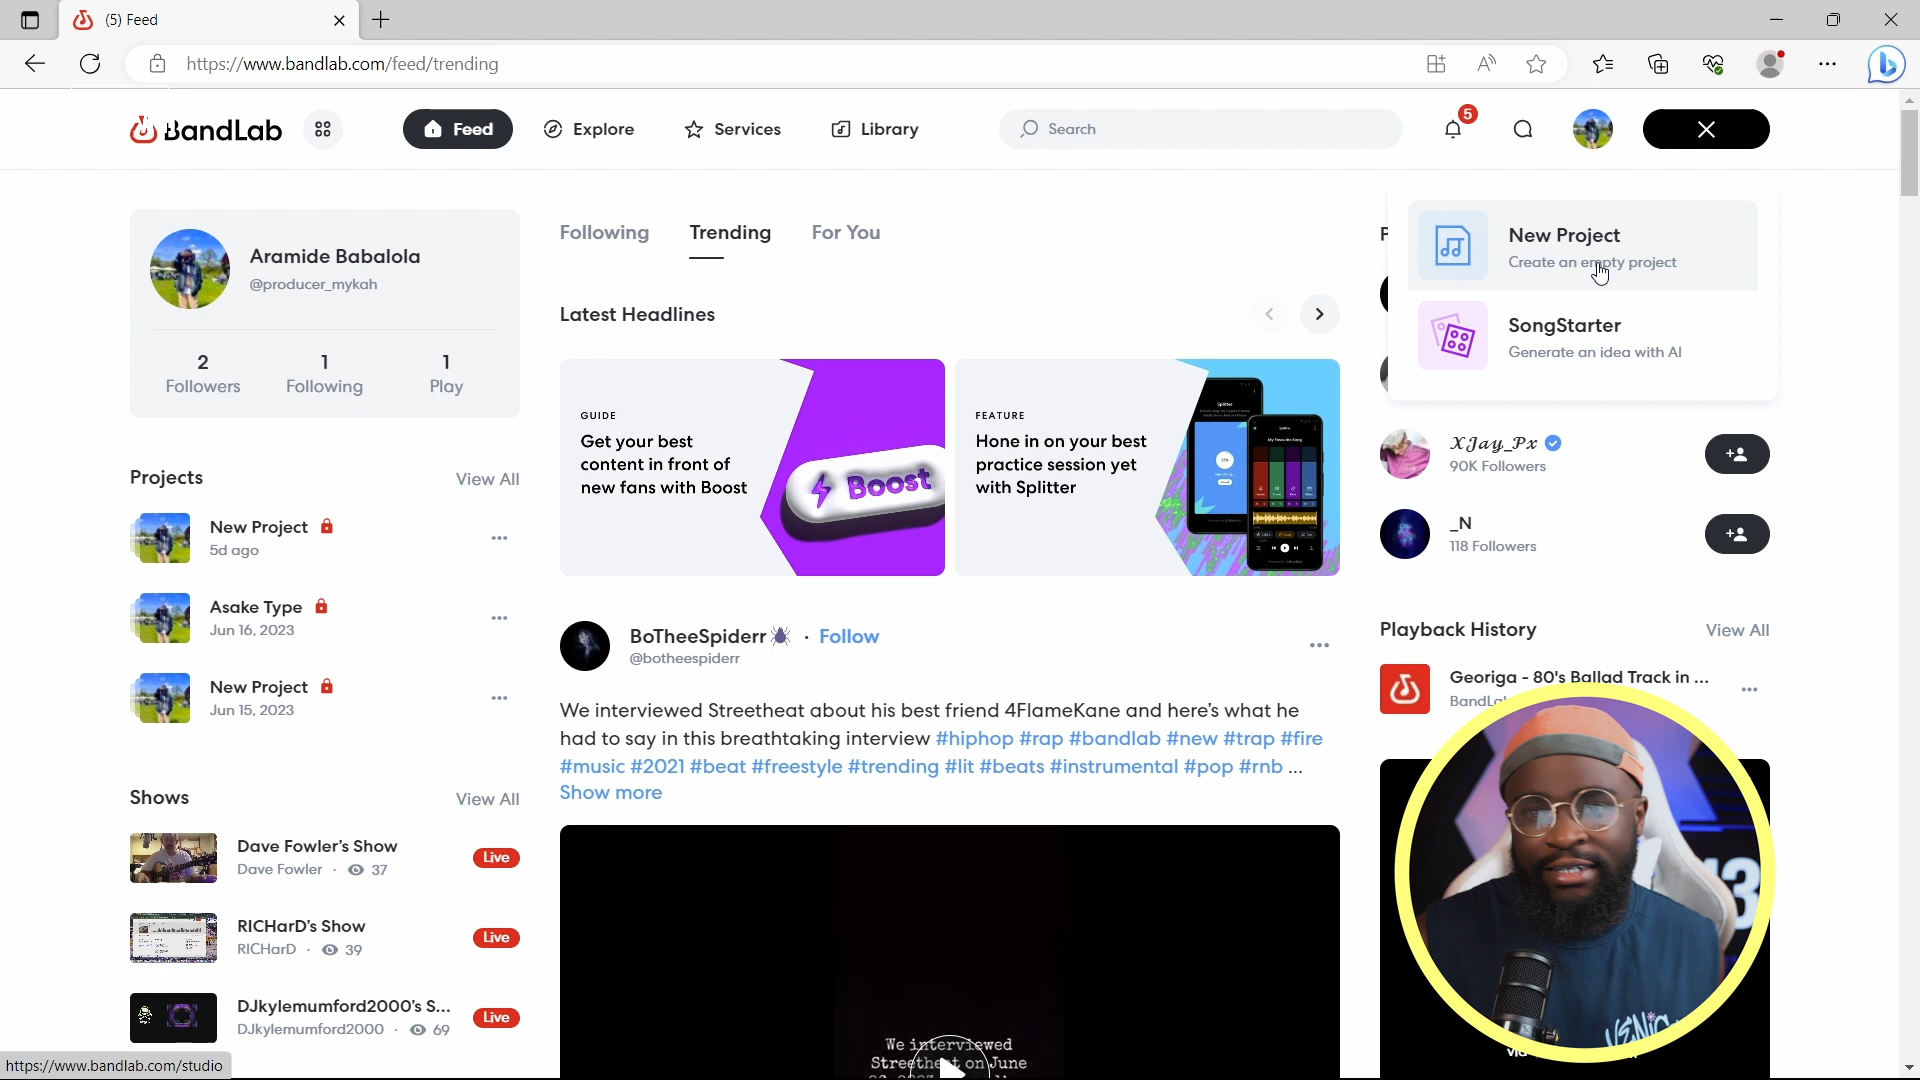 (5) Feed
https://www.bandlab.com/feed/trending
BandLab
Feed
Explore
Services
Library
Search
5
Aramide Babalola
@producer_mykah
2
Followers
1
Following
1
Play
Projects
View All
New Project
5d ago
Asake Type
Jun 16, 2023
New Project
Jun 15, 2023
Shows
View All
Dave Fowler's Show
Dave Fowler · 37
Live
RICHarD's Show
RICHarD · 39
Live
DJkylemumford2000's S...
DJkylemumford2000 · 69
Live
https://www.bandlab.com/studio
Following
Trending
For You
Latest Headlines
GUIDE
Get your best
content in front of
new fans with Boost
Boost
FEATURE
Hone in on your best
practice session yet
with Splitter
Splitter
BoTheeSpiderr · Follow
@botheespiderr
We interviewed Streetheat about his best friend 4FlameKane and here's what he
had to say in this breathtaking interview #hiphop #rap #bandlab #new #trap #fire
#music #2021 #beat #freestyle #trending #lit #beats #instrumental #pop #rnb ...
Show more
We interviewed
Streetheat on June
New Project
Create an empty project
SongStarter
Generate an idea with AI
XJay_Px
90K Followers
_N
118 Followers
Playback History
View All
Georiga - 80's Ballad Track in ...